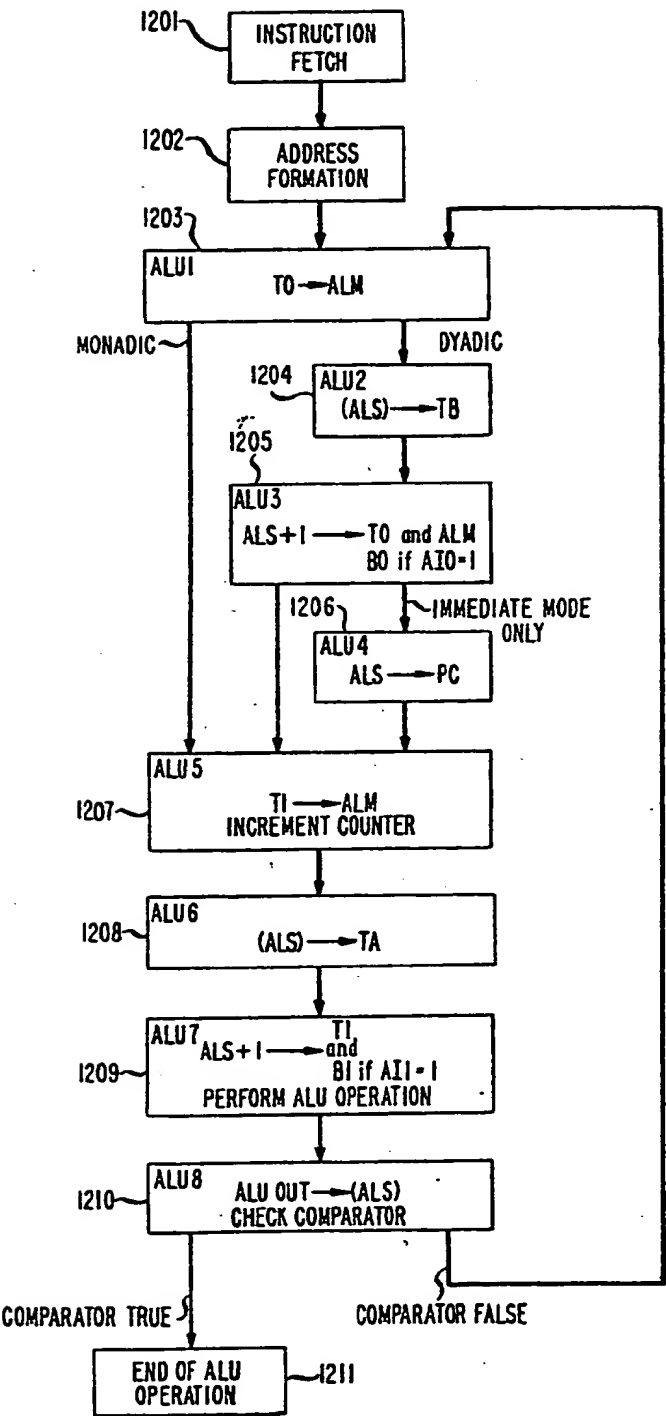 1201
INSTRUCTION
FETCH
1202
ADDRESS
FORMATION
1203
ALU1
T0→ALM
MONADIC
DYADIC
1204
ALU2
(ALS)→TB
1205
ALU3
ALS+1→T0 and ALM
B0 if AI0=1
1206
IMMEDIATE MODE
ONLY
ALU4
ALS→PC
ALU5
1207
T1→ALM
INCREMENT COUNTER
ALU6
1208
(ALS)→TA
ALU7
ALS+1→T1
and
B1 if AI1=1
1209
PERFORM ALU OPERATION
ALU8
1210
ALU OUT→(ALS)
CHECK COMPARATOR
COMPARATOR TRUE
COMPARATOR FALSE
END OF ALU
OPERATION
1211